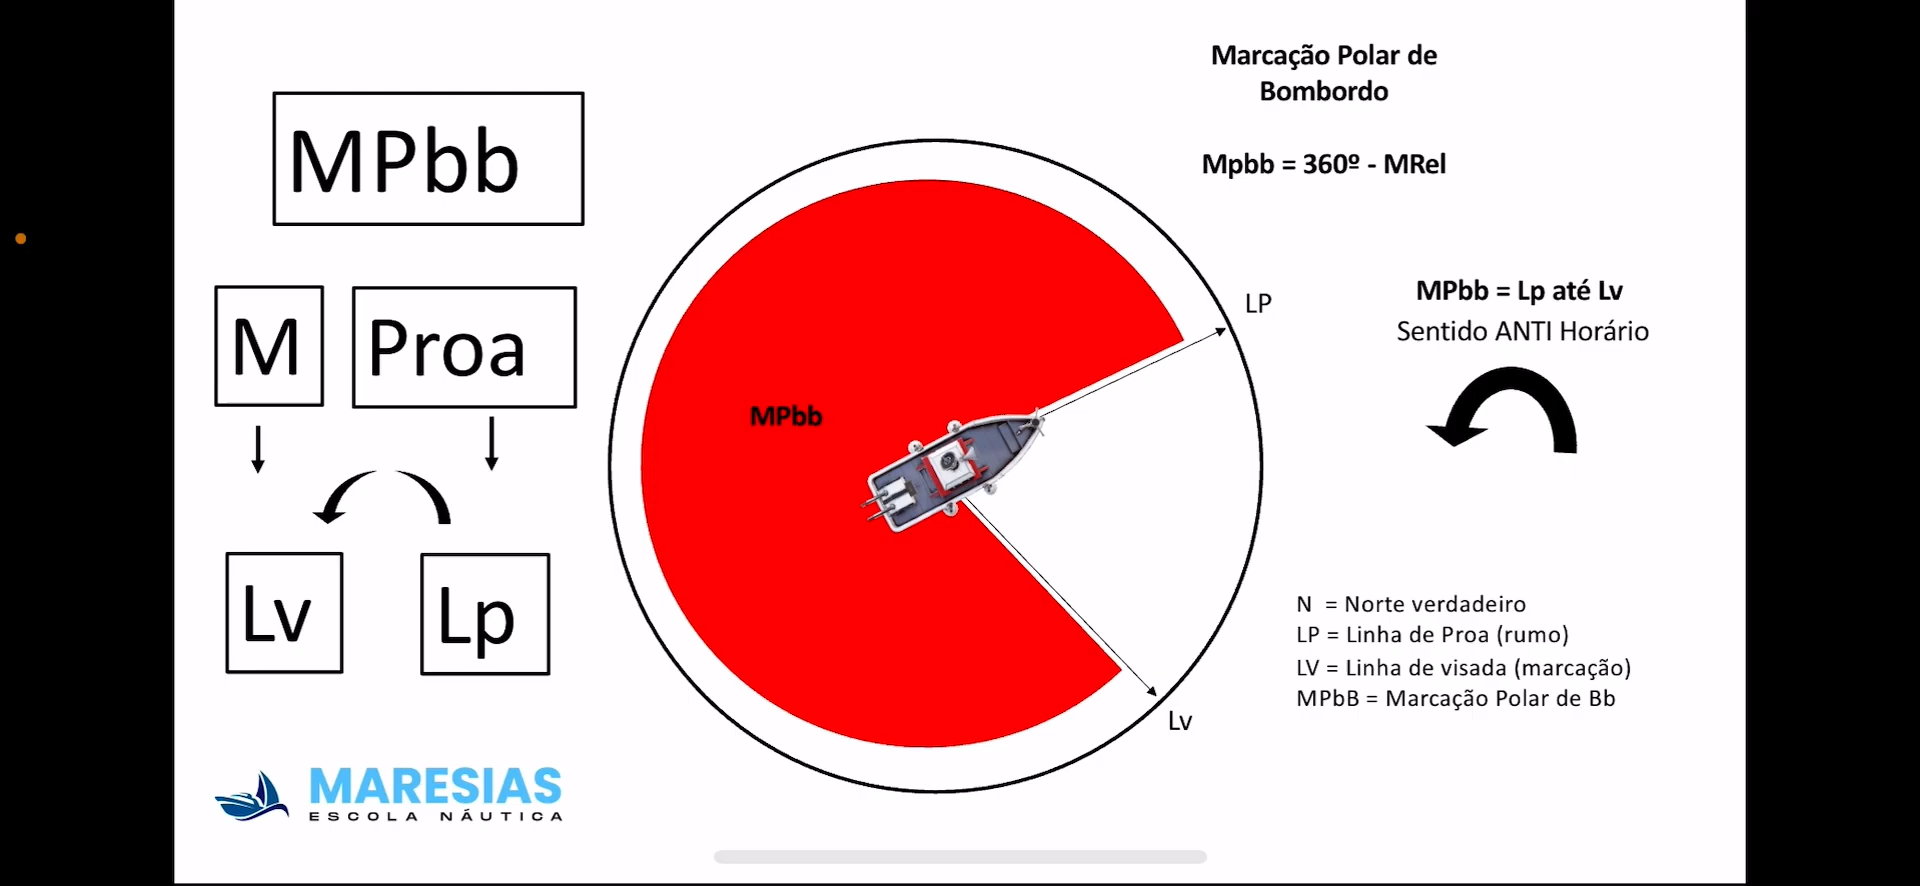 Marcação Polar de
Bombordo
MPbb
Mpbb = 360º - MRel
M
Proa
LP
MPbb = Lp até Lv
Sentido ANTI Horário
MPbb
Lv
Lp
N = Norte verdadeiro
LP = Linha de Proa (rumo)
LV = Linha de visada (marcação)
MPbB = Marcação Polar de Bb
Lv
MARESIAS
ESCOLA NÁUTICA